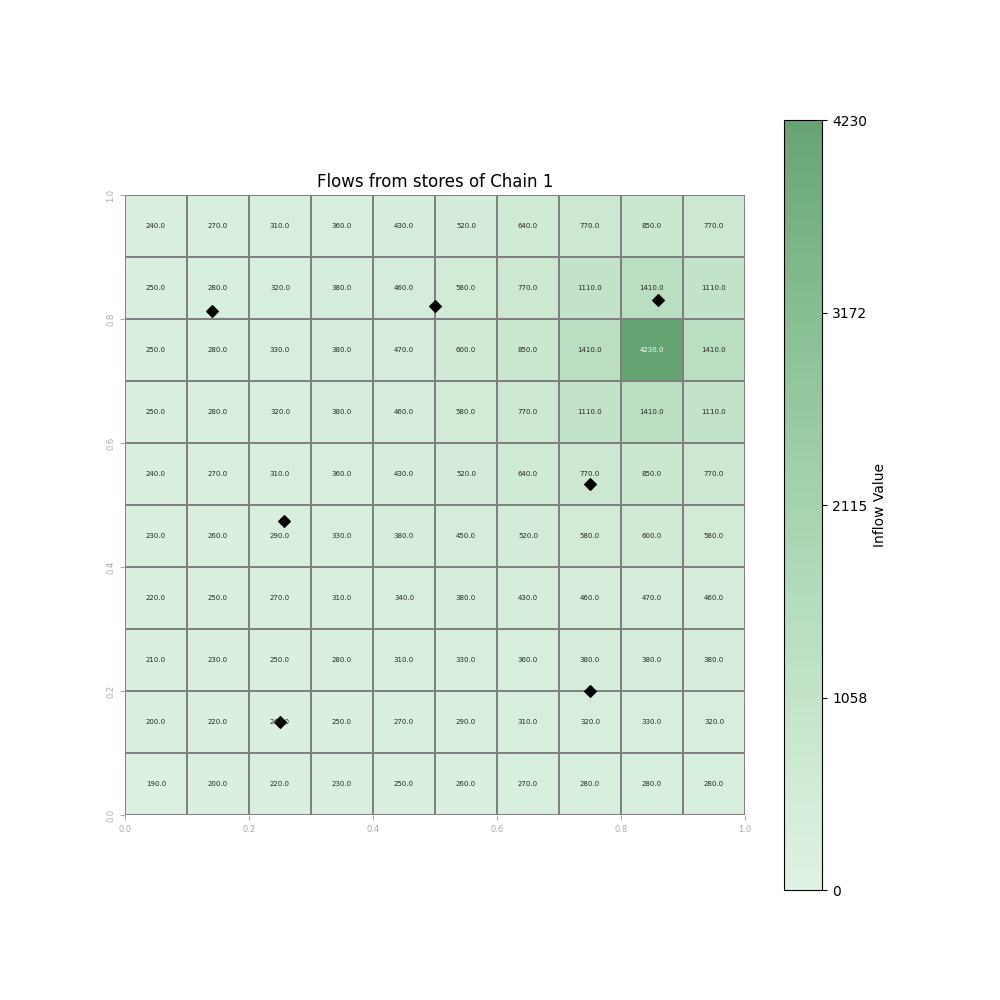 Flows from stores of Chain 1
240.0 270.0 310.0 360.0 430.0 520.0 640.0 770.0 850.0 770.0
250.0 280.0 320.0 380.0 460.0 580.0 770.0 1110.0 1410.0 1110.0
250.0 280.0 330.0 380.0 470.0 600.0 850.0 1410.0 4230.0 1410.0
250.0 280.0 320.0 380.0 460.0 580.0 770.0 1110.0 1410.0 1110.0
240.0 270.0 310.0 360.0 430.0 520.0 640.0 770.0 850.0 770.0
230.0 260.0 290.0 330.0 380.0 450.0 520.0 580.0 600.0 580.0
220.0 250.0 270.0 310.0 340.0 380.0 430.0 460.0 470.0 460.0
210.0 230.0 250.0 280.0 310.0 330.0 360.0 380.0 380.0 380.0
200.0 220.0 250.0 270.0 290.0 310.0 320.0 330.0 320.0
190.0 200.0 220.0 230.0 250.0 260.0 270.0 280.0 280.0 280.0
1.0
0.8
0.6
0.4
0.2
0.0
0.0 0.2 0.4 0.6 0.8 1.0
4230
3172
2115
1058
0
Inflow Value